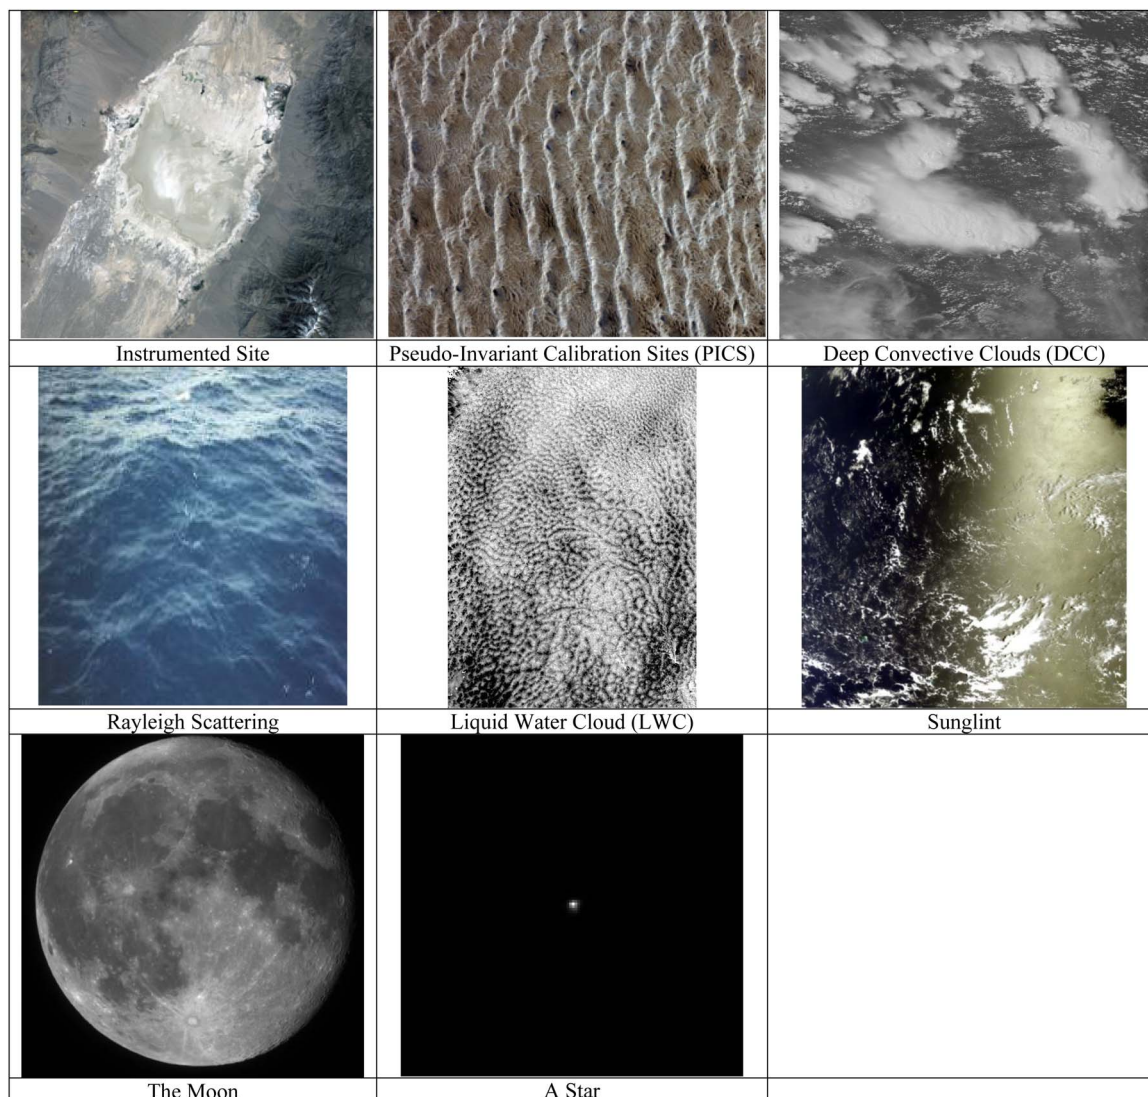 Instrumented Site
Pseudo-Invariant Calibration Sites (PICS)
Deep Convective Clouds (DCC)
Rayleigh Scattering
Liquid Water Cloud (LWC)
Sunglint
The Moon
A Star